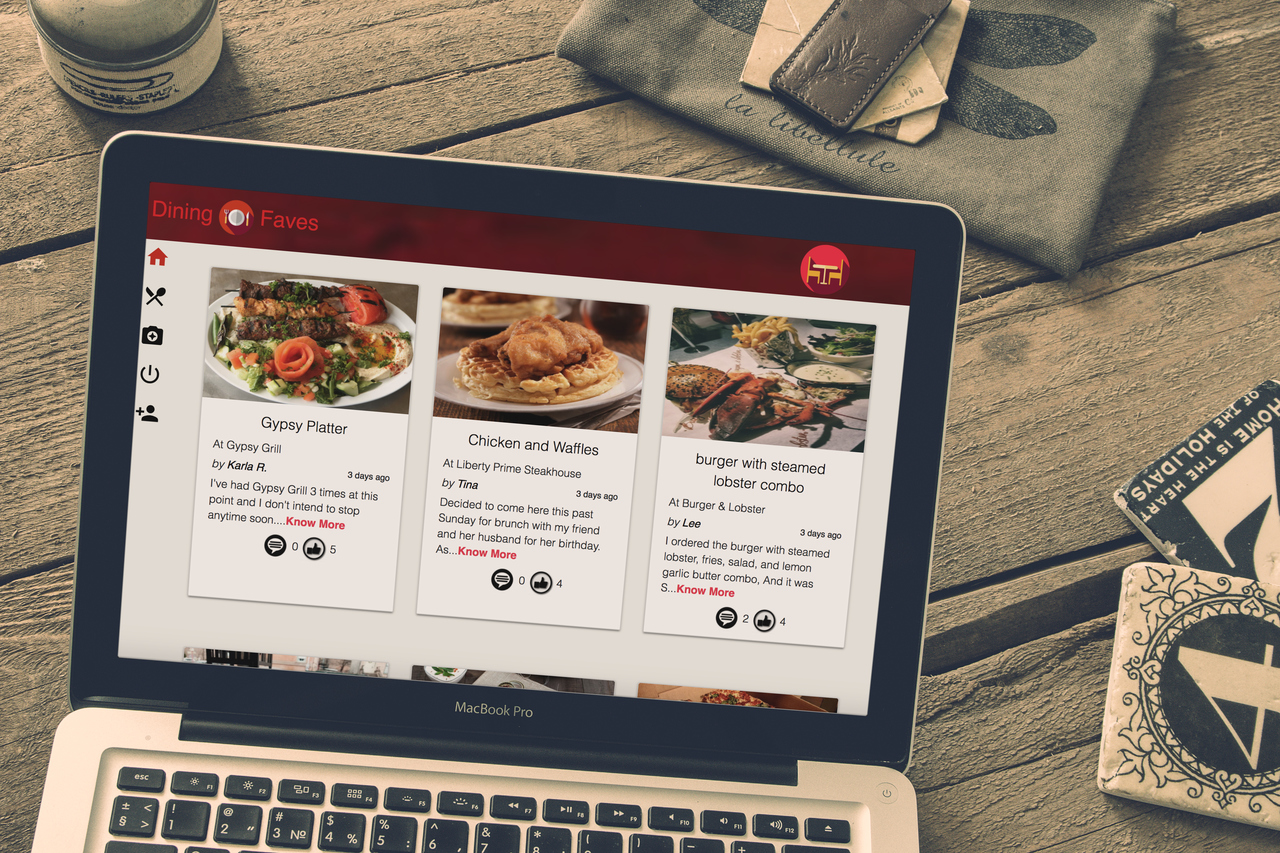 la libellule
Dining Faves
Gypsy Platter
At Gypsy Grill
by Karla R.
3 days ago
I've had Gypsy Grill 3 times at this
point and I don't intend to stop
anytime soon....Know More
0 5
Chicken and Waffles
At Liberty Prime Steakhouse
by Tina
3 days ago
Decided to come here this past
Sunday for brunch with my friend
and her husband for her birthday.
As...Know More
0 4
burger with steamed
lobster combo
At Burger & Lobster
by Lee
3 days ago
I ordered the burger with steamed
lobster, fries, salad, and lemon
garlic butter combo, And it was
S...Know More
2 4
HOME IS THE HEART
OF THE HOLIDAYS
MacBook Pro
esc F1 F2 F3 F4 F5 F6 F7 F8 F9 F10 F11 F12
± § < > ! 1 @ 2 " # 3 № $ 4 % % 5 : ^ 6 , & 7 * 8 ( ) _ +